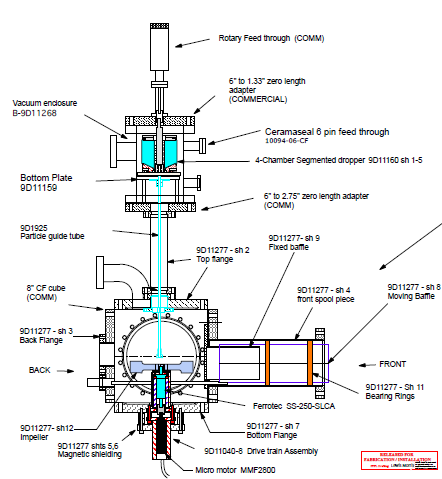 Rotary Feed through (COMM)
6" to 1.33" zero length
adapter
(COMMERCIAL)
Vacuum enclosure
B-9D11268
Ceramaseal 6 pin feed through
10094-06-CF
4-Chamber Segmented dropper 9D11160 sh 1-5
Bottom Plate
9D11159
6" to 2.75" zero length adapter
(COMM)
9D1925
Particle guide tube
9D11277 - sh 2
Top flange
9D11277 - sh 9
Fixed baffle
8" CF cube
(COMM)
9D11277 - sh 4
front spool piece
9D11277 - sh 8
Moving Baffle
9D11277 - sh 3
Back Flange
BACK
FRONT
9D11277 - Sh 11
Bearing Rings
Ferrotec SS-250-SLCA
9D11277 - sh12
Impeller
9D11277 - sh 7
Bottom Flange
9D11277 shts 5,6
Magnetic shielding
9D11040-8 Drive train Assembly
Micro motor MMF2800
RELEASED FOR
FABRICATION / INSTALLATION